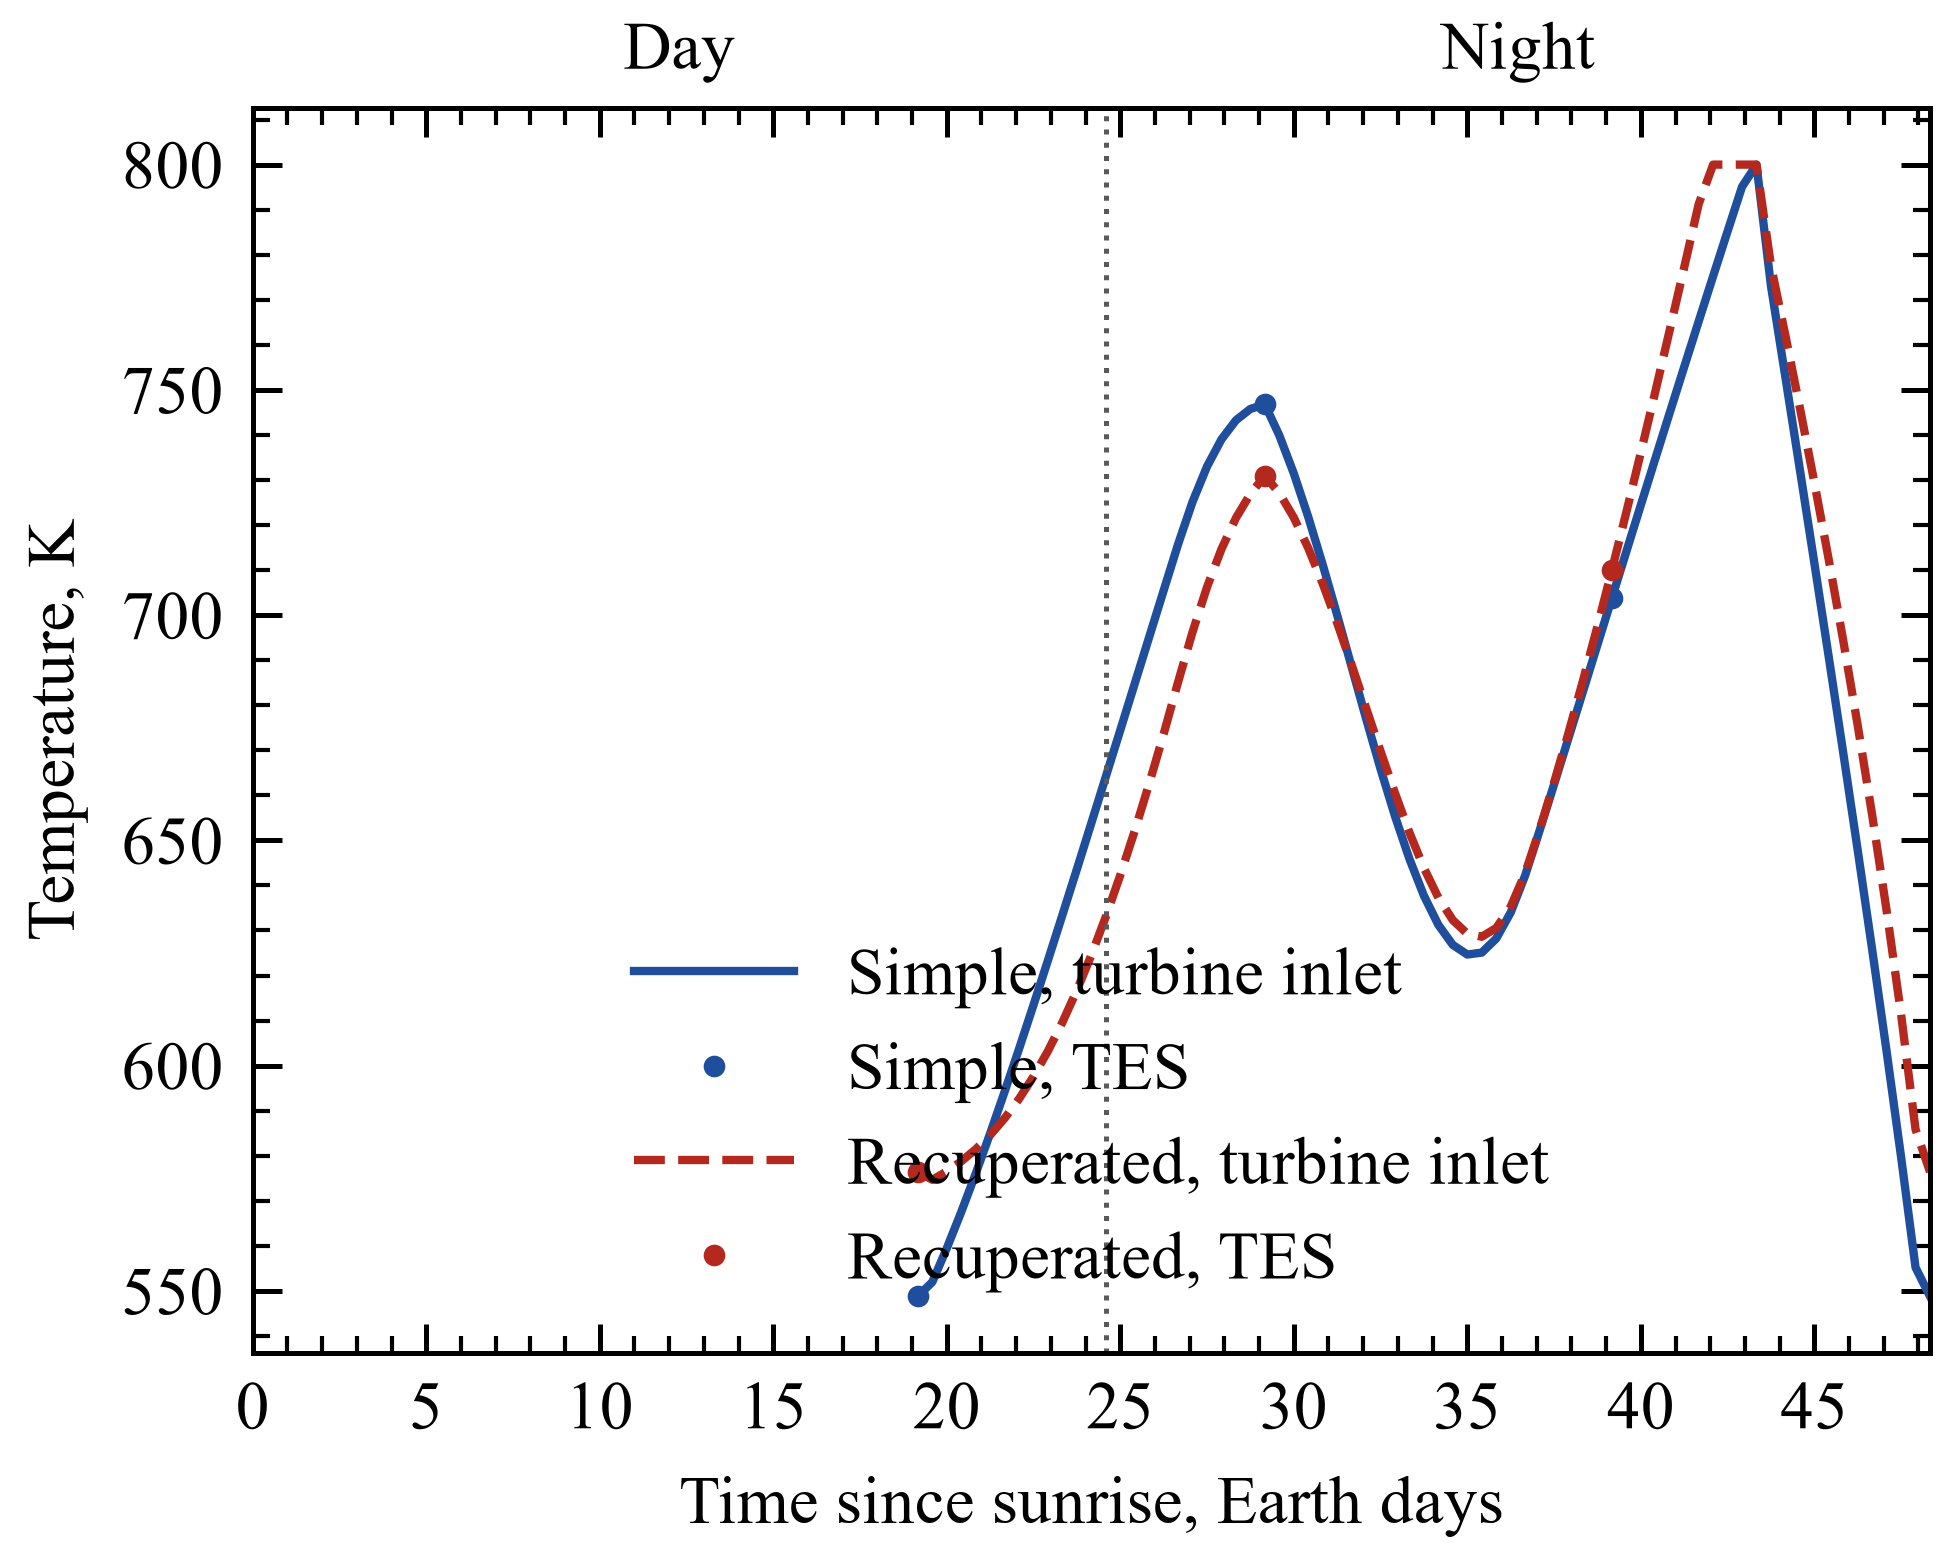 Day Night
800
750
700
650
600
550
Temperature, K
Simple, turbine inlet
Simple, TES
Recuperated, turbine inlet
Recuperated, TES
0 5 10 15 20 25 30 35 40 45
Time since sunrise, Earth days